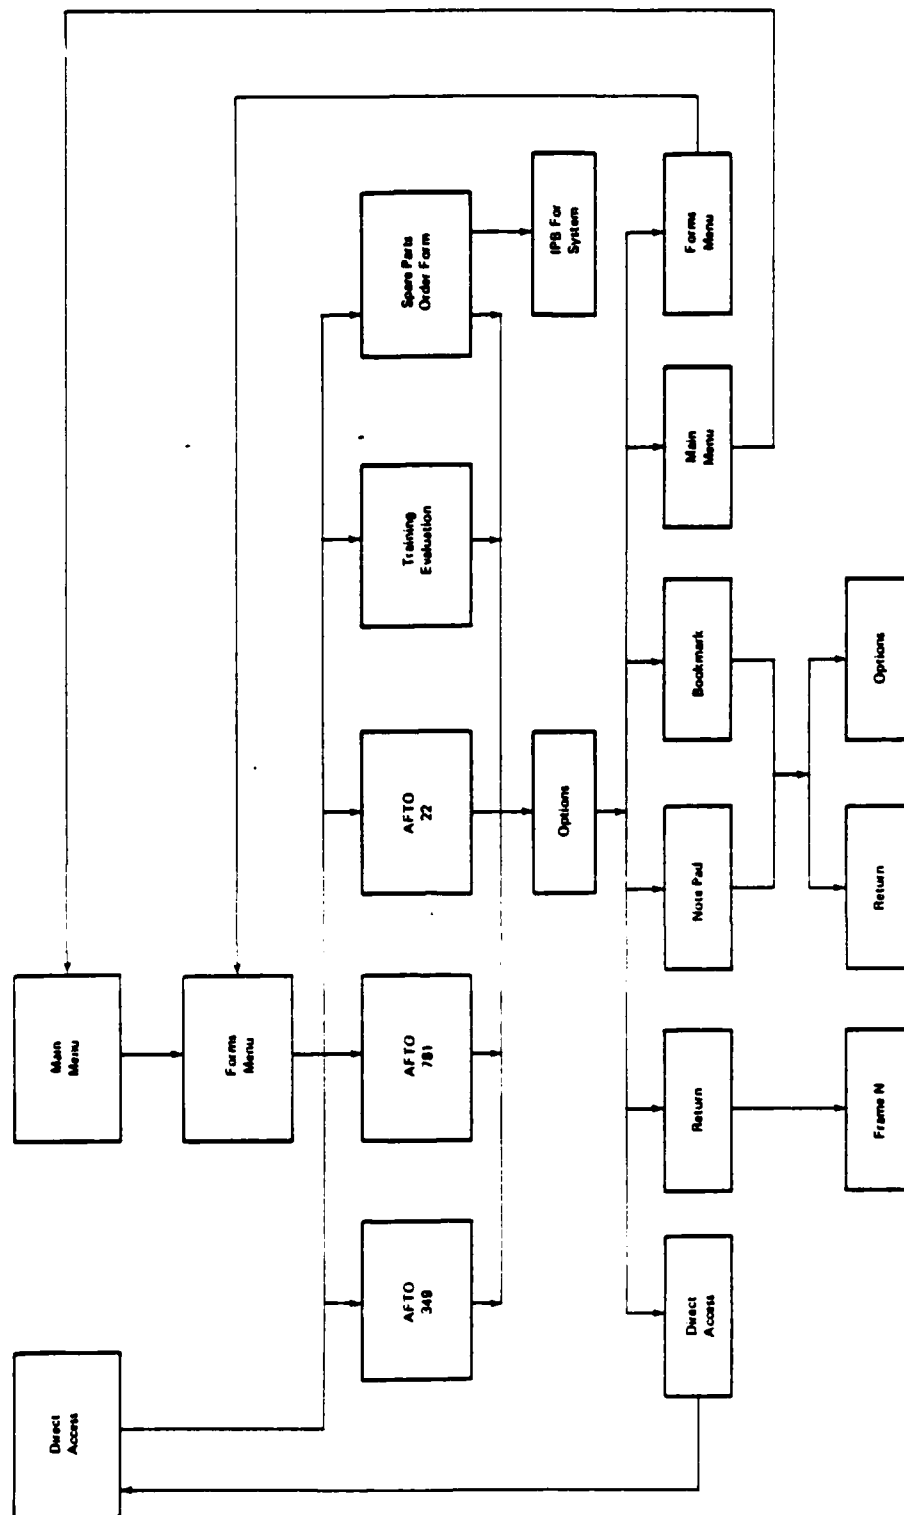 Direct
Access
Main
Menu
Forms
Menu
AFTO
349
AFTO
781
AFTO
22
Training
Evaluation
Spare Parts
Order Form
Options
IPB For
System
Direct
Access
Return
Note Pad
Bookmark
Main
Menu
Forms
Menu
Frame N
Return
Options